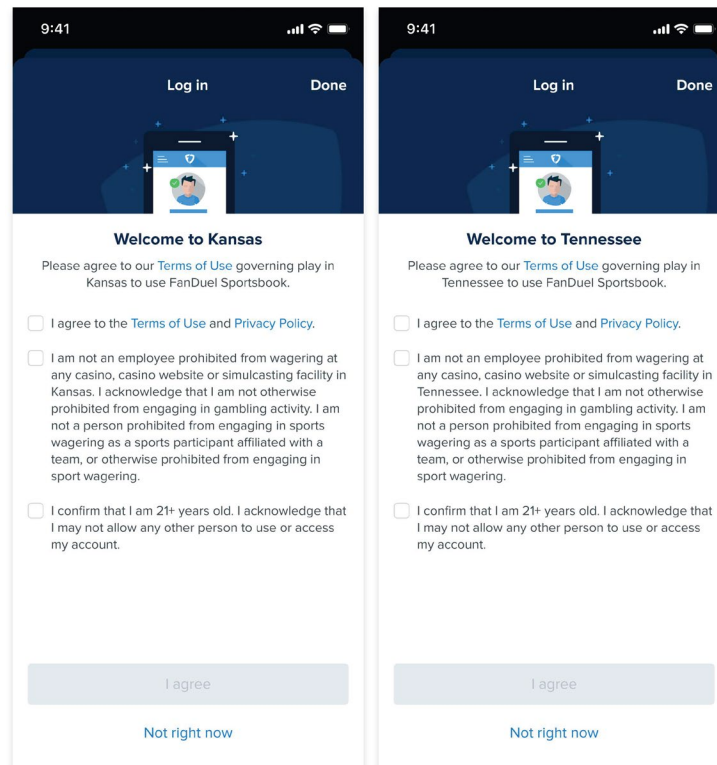 9:41
Log in
Done
Welcome to Kansas
Please agree to our Terms of Use governing play in
Kansas to use FanDuel Sportsbook.
I agree to the Terms of Use and Privacy Policy.
I am not an employee prohibited from wagering at
any casino, casino website or simulcasting facility in
Kansas. I acknowledge that I am not otherwise
prohibited from engaging in gambling activity. I am
not a person prohibited from engaging in sports
wagering as a sports participant affiliated with a
team, or otherwise prohibited from engaging in
sport wagering.
I confirm that I am 21+ years old. I acknowledge that
I may not allow any other person to use or access
my account.
I agree
Not right now
9:41
Log in
Done
Welcome to Tennessee
Please agree to our Terms of Use governing play in
Tennessee to use FanDuel Sportsbook.
I agree to the Terms of Use and Privacy Policy.
I am not an employee prohibited from wagering at
any casino, casino website or simulcasting facility in
Tennessee. I acknowledge that I am not otherwise
prohibited from engaging in gambling activity. I am
not a person prohibited from engaging in sports
wagering as a sports participant affiliated with a
team, or otherwise prohibited from engaging in
sport wagering.
I confirm that I am 21+ years old. I acknowledge that
I may not allow any other person to use or access
my account.
I agree
Not right now